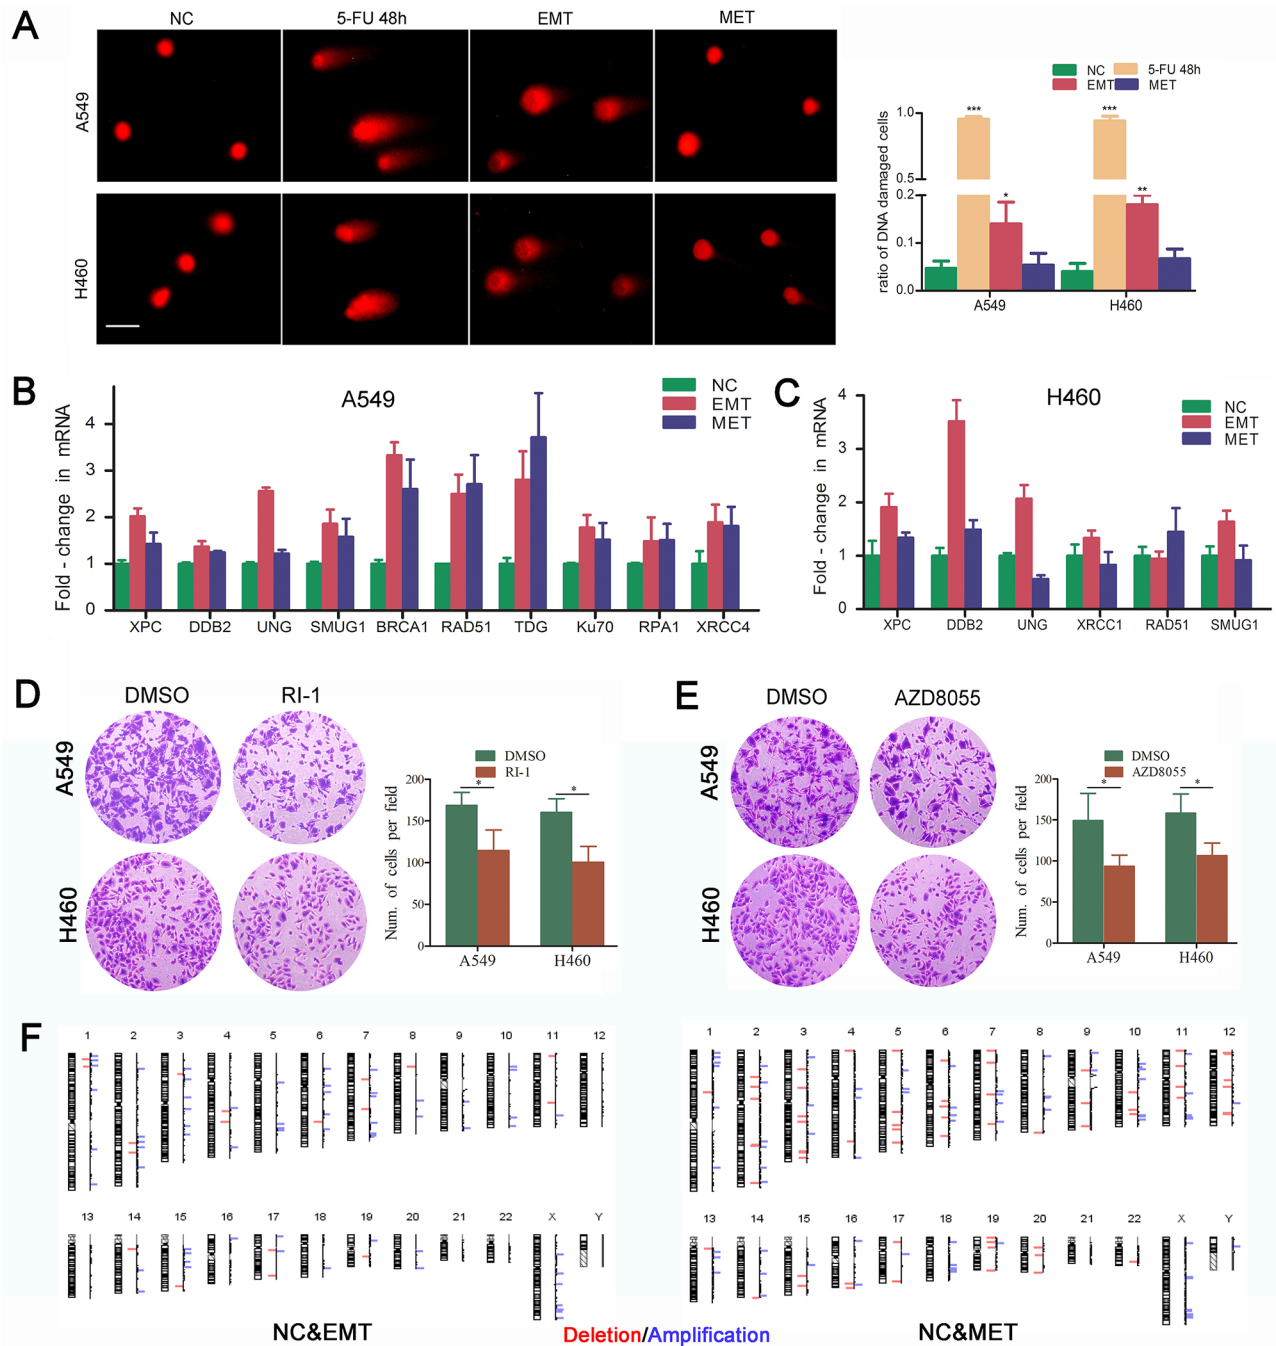 A
NC 5-FU 48h EMT MET
A549
H460
NC 5-FU 48h
EMT MET
ratio of DNA damaged cells
1.0
0.5
0.2
0.1
0.0
*** * *** **
A549 H460
B
A549
NC
EMT
MET
Fold - change in mRNA
4
3
2
1
0
XPC DDB2 UNG SMUG1 BRCA1 RAD51 TDG Ku70 RPA1 XRCC4
C
H460
NC
EMT
MET
Fold - change in mRNA
4
3
2
1
0
XPC DDB2 UNG XRCC1 RAD51 SMUG1
D
DMSO RI-1
A549
H460
DMSO
RI-1
Num. of cells per field
200
150
100
50
0
* *
A549 H460
E
DMSO AZD8055
A549
H460
DMSO
AZD8055
Num. of cells per field
200
150
100
50
0
* *
A549 H460
F
1 2 3 4 5 6 7 8 9 10 11 12
13 14 15 16 17 18 19 20 21 22 X Y
NC&EMT
1 2 3 4 5 6 7 8 9 10 11 12
13 14 15 16 17 18 19 20 21 22 X Y
NC&MET
Deletion/Amplification